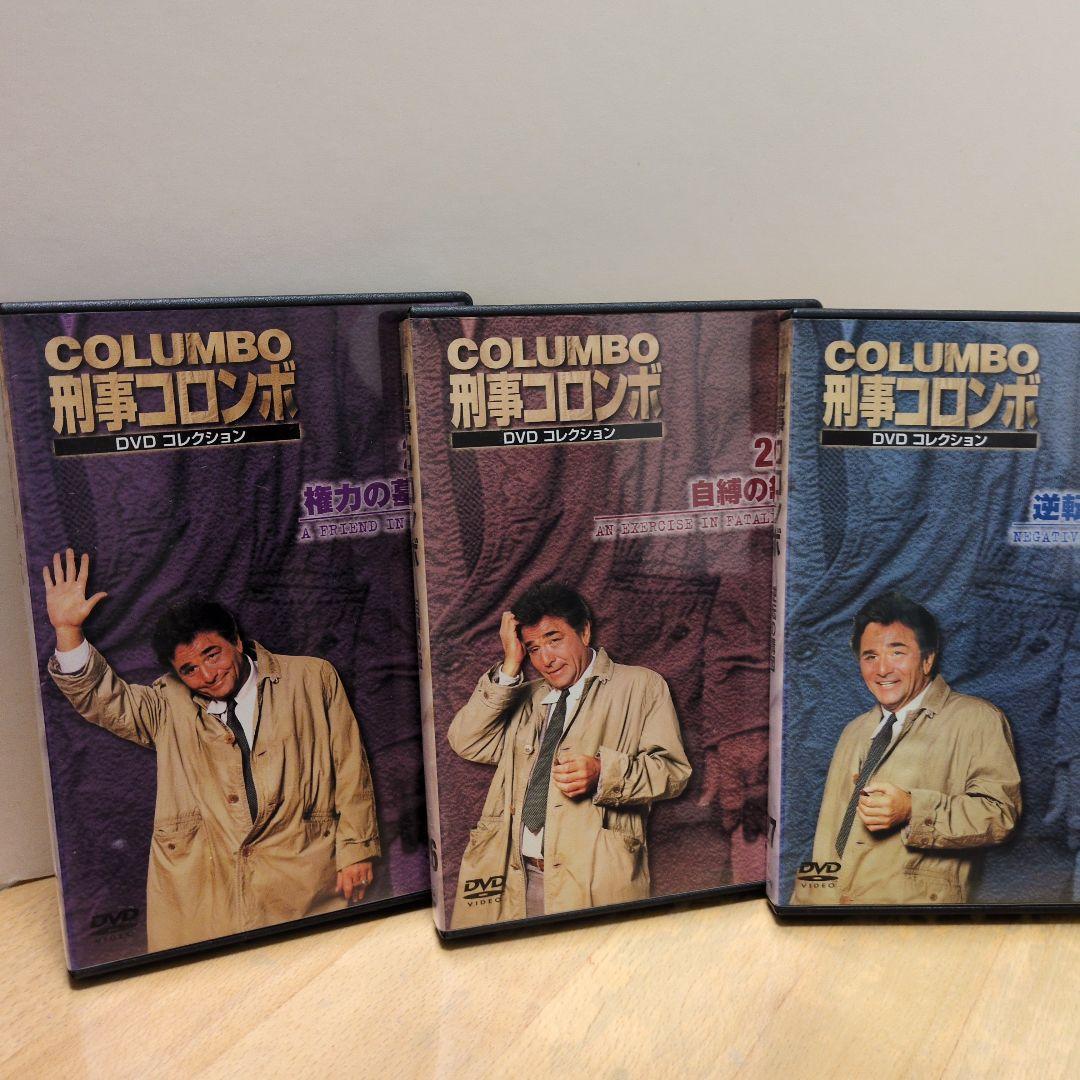 COLUMBO
刑事コロンボ
DVD コレクション
権力の墓
A FRIEND IN
DVD
VIDEO
COLUMBO
刑事コロンボ
DVD コレクション
自縛の
AN EXERCISE IN FATAL
DVD
VIDEO
COLUMBO
刑事コロンボ
DVD コレクション
逆転
NEGATIVE
DVD
VIDEO